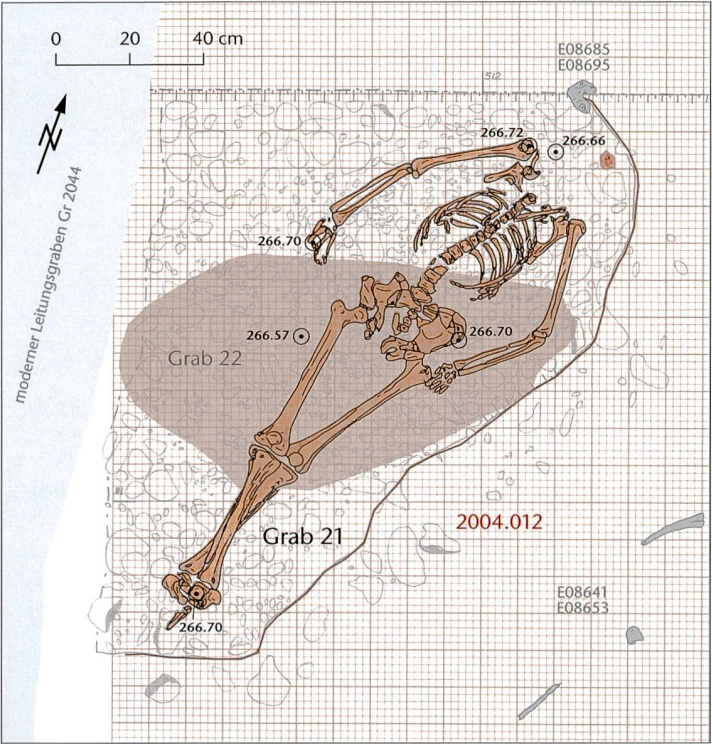 0 20 40 cm
N
moderner Leitungsgraben Gr 2044
512
E08685
E08695
266.72
266.66
266.70
266.57
266.70
Grab 22
Grab 21
2004.012
E08641
E08653
266.70